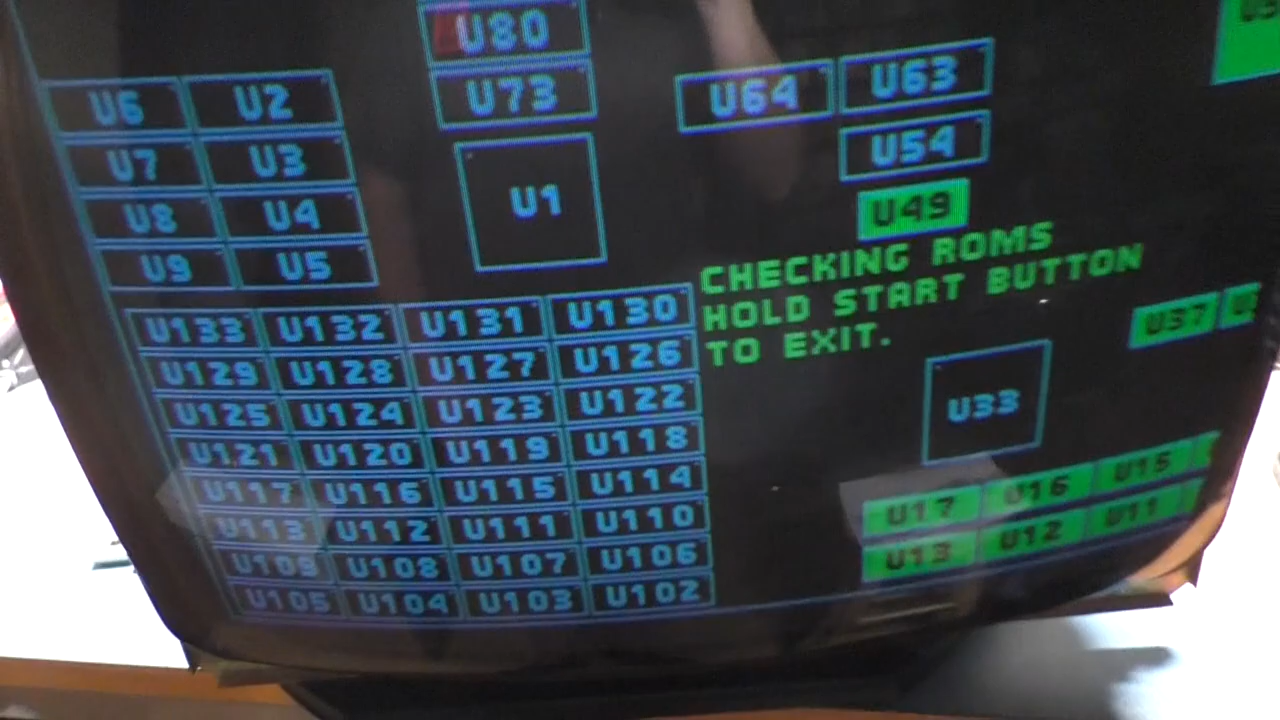 U80
U73
U6 U2
U7 U3
U8 U4
U9 U5
U1
U64 U63
U54
U49
CHECKING ROMS
HOLD START BUTTON
TO EXIT.
U37
U33
U133 U132 U131 U130
U129 U128 U127 U126
U125 U124 U123 U122
U121 U120 U119 U118
U117 U116 U115 U114
U113 U112 U111 U110
U109 U108 U107 U106
U105 U104 U103 U102
U17 U16 U15
U13 U12 U11